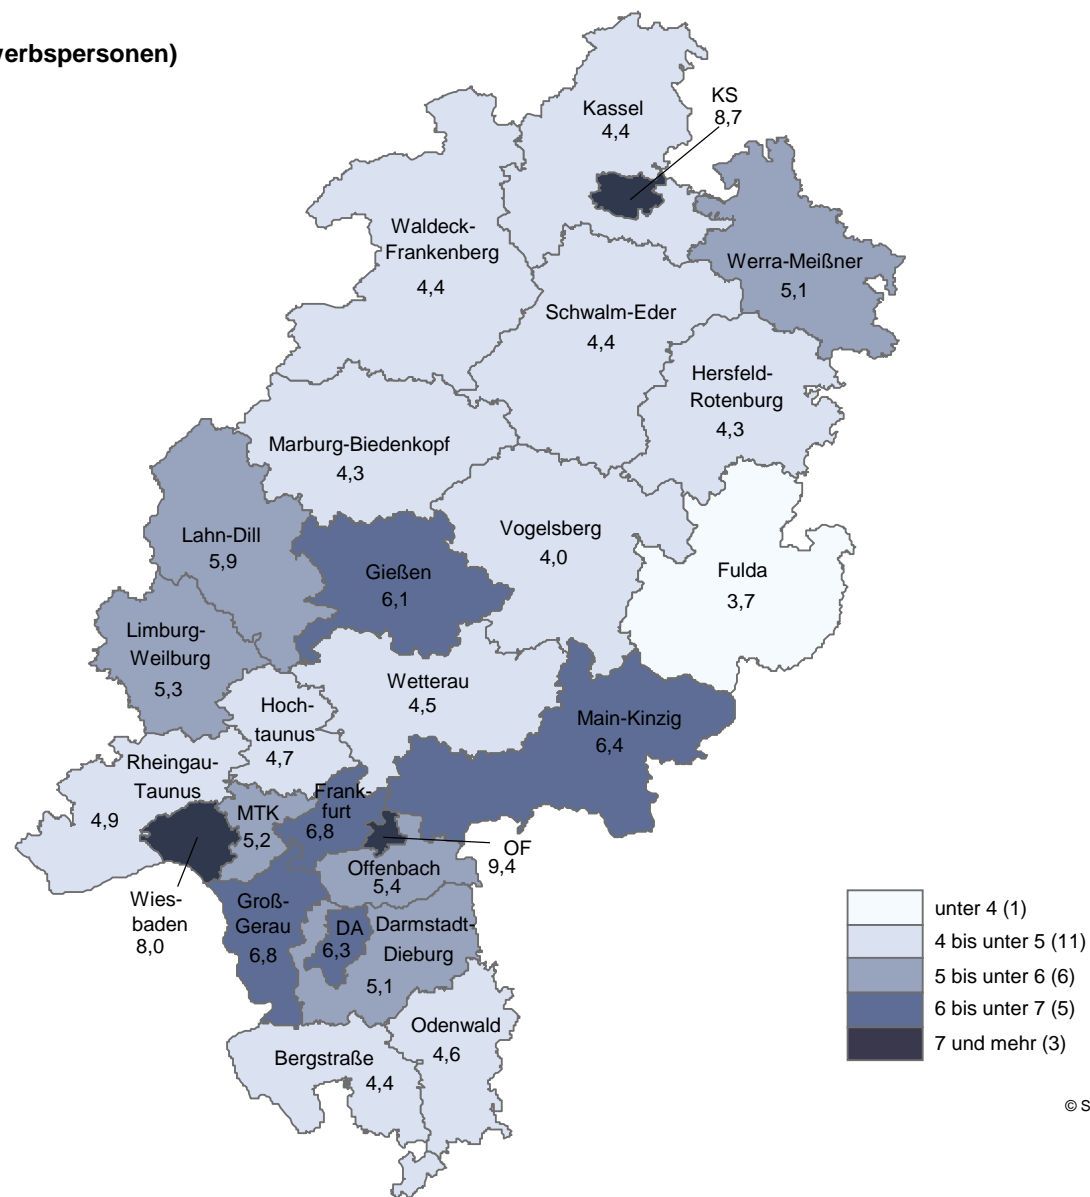 werbspersonen)
Kassel
4,4
KS
8,7
Waldeck-
Frankenberg
4,4
Werra-Meißner
5,1
Schwalm-Eder
4,4
Hersfeld-
Rotenburg
4,3
Marburg-Biedenkopf
4,3
Vogelsberg
4,0
Lahn-Dill
5,9
Gießen
6,1
Fulda
3,7
Limburg-
Weilburg
5,3
Wetterau
4,5
Hoch-
taunus
4,7
Main-Kinzig
6,4
Rheingau-
Taunus
4,9
MTK
5,2
Frank-
furt
6,8
OF
9,4
Offenbach
5,4
Wies-
baden
8,0
Groß-
Gerau
6,8
DA
6,3
Darmstadt-
Dieburg
5,1
Odenwald
4,6
Bergstraße
4,4
unter 4 (1)
4 bis unter 5 (11)
5 bis unter 6 (6)
6 bis unter 7 (5)
7 und mehr (3)
© S